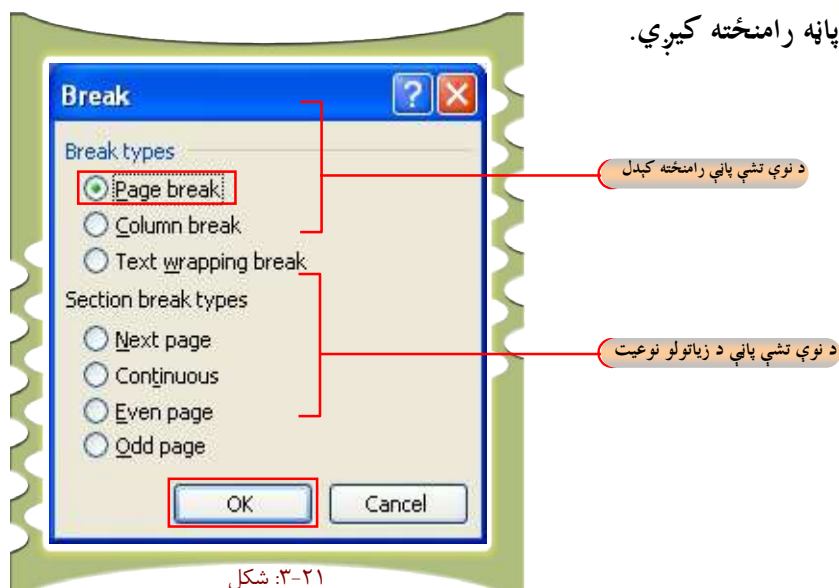 پاڼه رامنځته کیږي.
Break
Break types
Page break
Column break
Text wrapping break
Section break types
Next page
Continuous
Even page
Odd page
OK
Cancel
د نوې تشې پاڼې رامنځته کېدل
د نوې تشې پاڼې د زیاتولو نوعیت
۳-۲۱: شکل